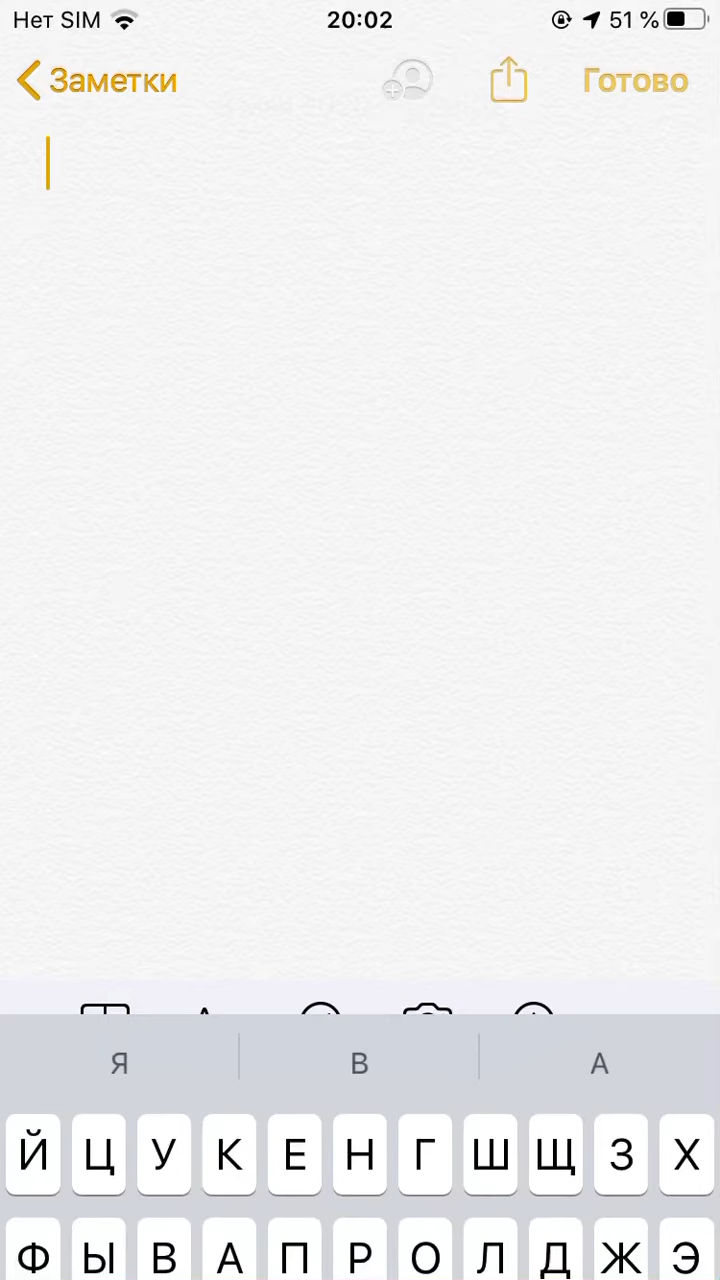 Нет SIM 20:02 51 %
Заметки Готово
Я В А
Й Ц У К Е Н Г Ш Щ З Х
Ф Ы В А П Р О Л Д Ж Э